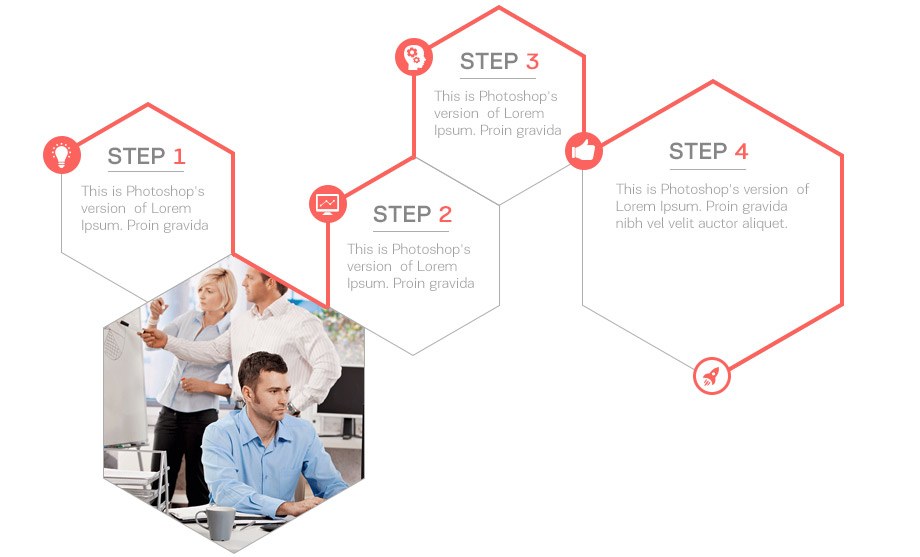 STEP 1
This is Photoshop's
version of Lorem
Ipsum. Proin gravida
STEP 2
This is Photoshop's
version of Lorem
Ipsum. Proin gravida
STEP 3
This is Photoshop's
version of Lorem
Ipsum. Proin gravida
STEP 4
This is Photoshop's version of
Lorem Ipsum. Proin gravida
nibh vel velit auctor aliquet.